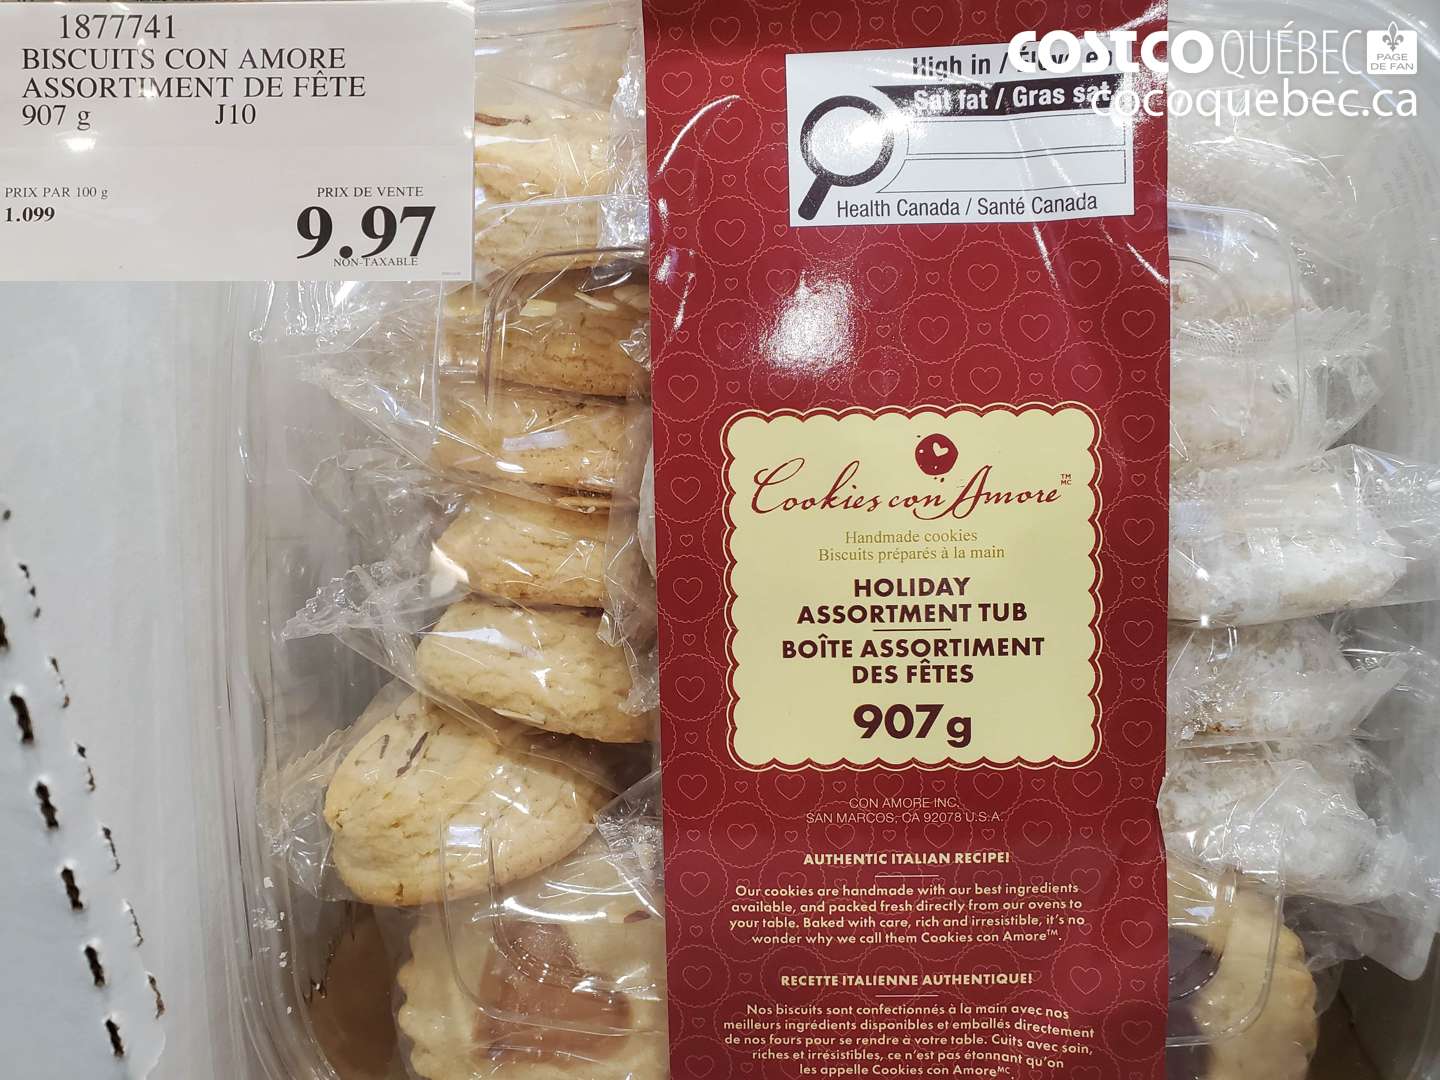 1877741
BISCUITS CON AMORE
ASSORTIMENT DE FÊTE
907 g J10
PRIX PAR 100 g
1.099
PRIX DE VENTE
9.97
NON-TAXABLE
COSTCO QUÉBEC
PAGE
DE FAN
cocoquebec.ca
High in / Élevé en
Sat fat / Gras sat
Health Canada / Santé Canada
Cookies con Amore TM
MC
Handmade cookies
Biscuits préparés à la main
HOLIDAY
ASSORTMENT TUB
BOÎTE ASSORTIMENT
DES FÊTES
907 g
CON AMORE INC.
SAN MARCOS, CA 92078 U.S.A.
AUTHENTIC ITALIAN RECIPE!
Our cookies are handmade with our best ingredients
available, and packed fresh directly from our ovens to
your table. Baked with care, rich and irresistible, it's no
wonder why we call them Cookies con Amore™.
RECETTE ITALIENNE AUTHENTIQUE!
Nos biscuits sont confectionnés à la main avec nos
meilleurs ingrédients disponibles et emballés directement
de nos fours pour se rendre à votre table. Cuits avec soin,
riches et irrésistibles, ce n'est pas étonnant qu'on
les appelle Cookies con Amore MC